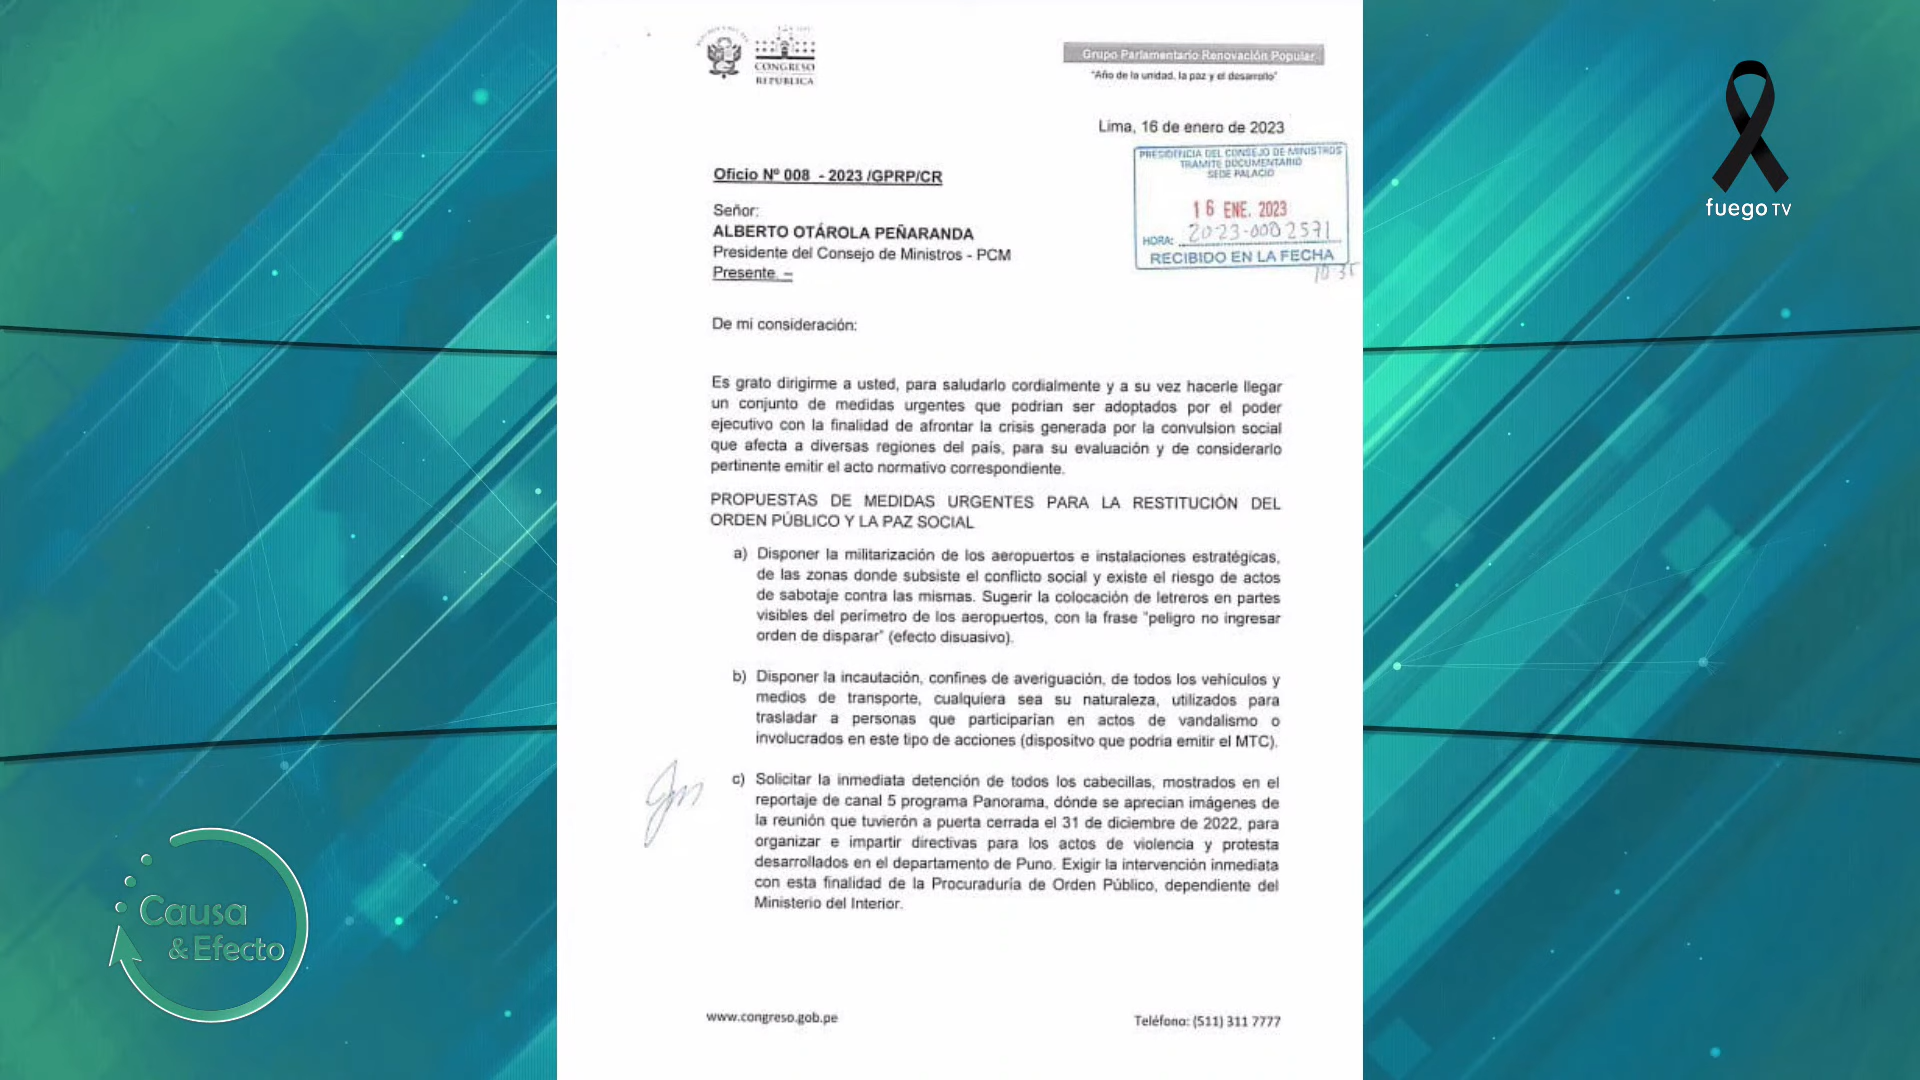 CONGRESO
REPÚBLICA
Grupo Parlamentario Renovación Popular
"Año de la unidad, la paz y el desarrollo"
Lima, 16 de enero de 2023
PRESIDENCIA DEL CONSEJO DE MINISTROS
TRAMITE DOCUMENTARIO
SEDE PALACIO
16 ENE. 2023
HORA: 2023-0002571
RECIBIDO EN LA FECHA
10:35
fuego TV
Oficio Nº 008 - 2023 /GPRP/CR
Señor:
ALBERTO OTÁROLA PEÑARANDA
Presidente del Consejo de Ministros - PCM
Presente. –
De mi consideración:
Es grato dirigirme a usted, para saludarlo cordialmente y a su vez hacerle llegar
un conjunto de medidas urgentes que podrian ser adoptados por el poder
ejecutivo con la finalidad de afrontar la crisis generada por la convulsion social
que afecta a diversas regiones del país, para su evaluación y de considerarlo
pertinente emitir el acto normativo correspondiente.
PROPUESTAS DE MEDIDAS URGENTES PARA LA RESTITUCIÓN DEL
ORDEN PÚBLICO Y LA PAZ SOCIAL
a) Disponer la militarización de los aeropuertos e instalaciones estratégicas,
de las zonas donde subsiste el conflicto social y existe el riesgo de actos
de sabotaje contra las mismas. Sugerir la colocación de letreros en partes
visibles del perímetro de los aeropuertos, con la frase "peligro no ingresar
orden de disparar" (efecto disuasivo).
b) Disponer la incautación, confines de averiguación, de todos los vehículos y
medios de transporte, cualquiera sea su naturaleza, utilizados para
trasladar a personas que participarían en actos de vandalismo o
involucrados en este tipo de acciones (dispositvo que podría emitir el MTC).
c) Solicitar la inmediata detención de todos los cabecillas, mostrados en el
reportaje de canal 5 programa Panorama, dónde se aprecian imágenes de
la reunión que tuvierón a puerta cerrada el 31 de diciembre de 2022, para
organizar e impartir directivas para los actos de violencia y protesta
desarrollados en el departamento de Puno. Exigir la intervención inmediata
con esta finalidad de la Procuraduría de Orden Público, dependiente del
Ministerio del Interior.
Causa
& Efecto
www.congreso.gob.pe
Teléfono: (511) 311 7777